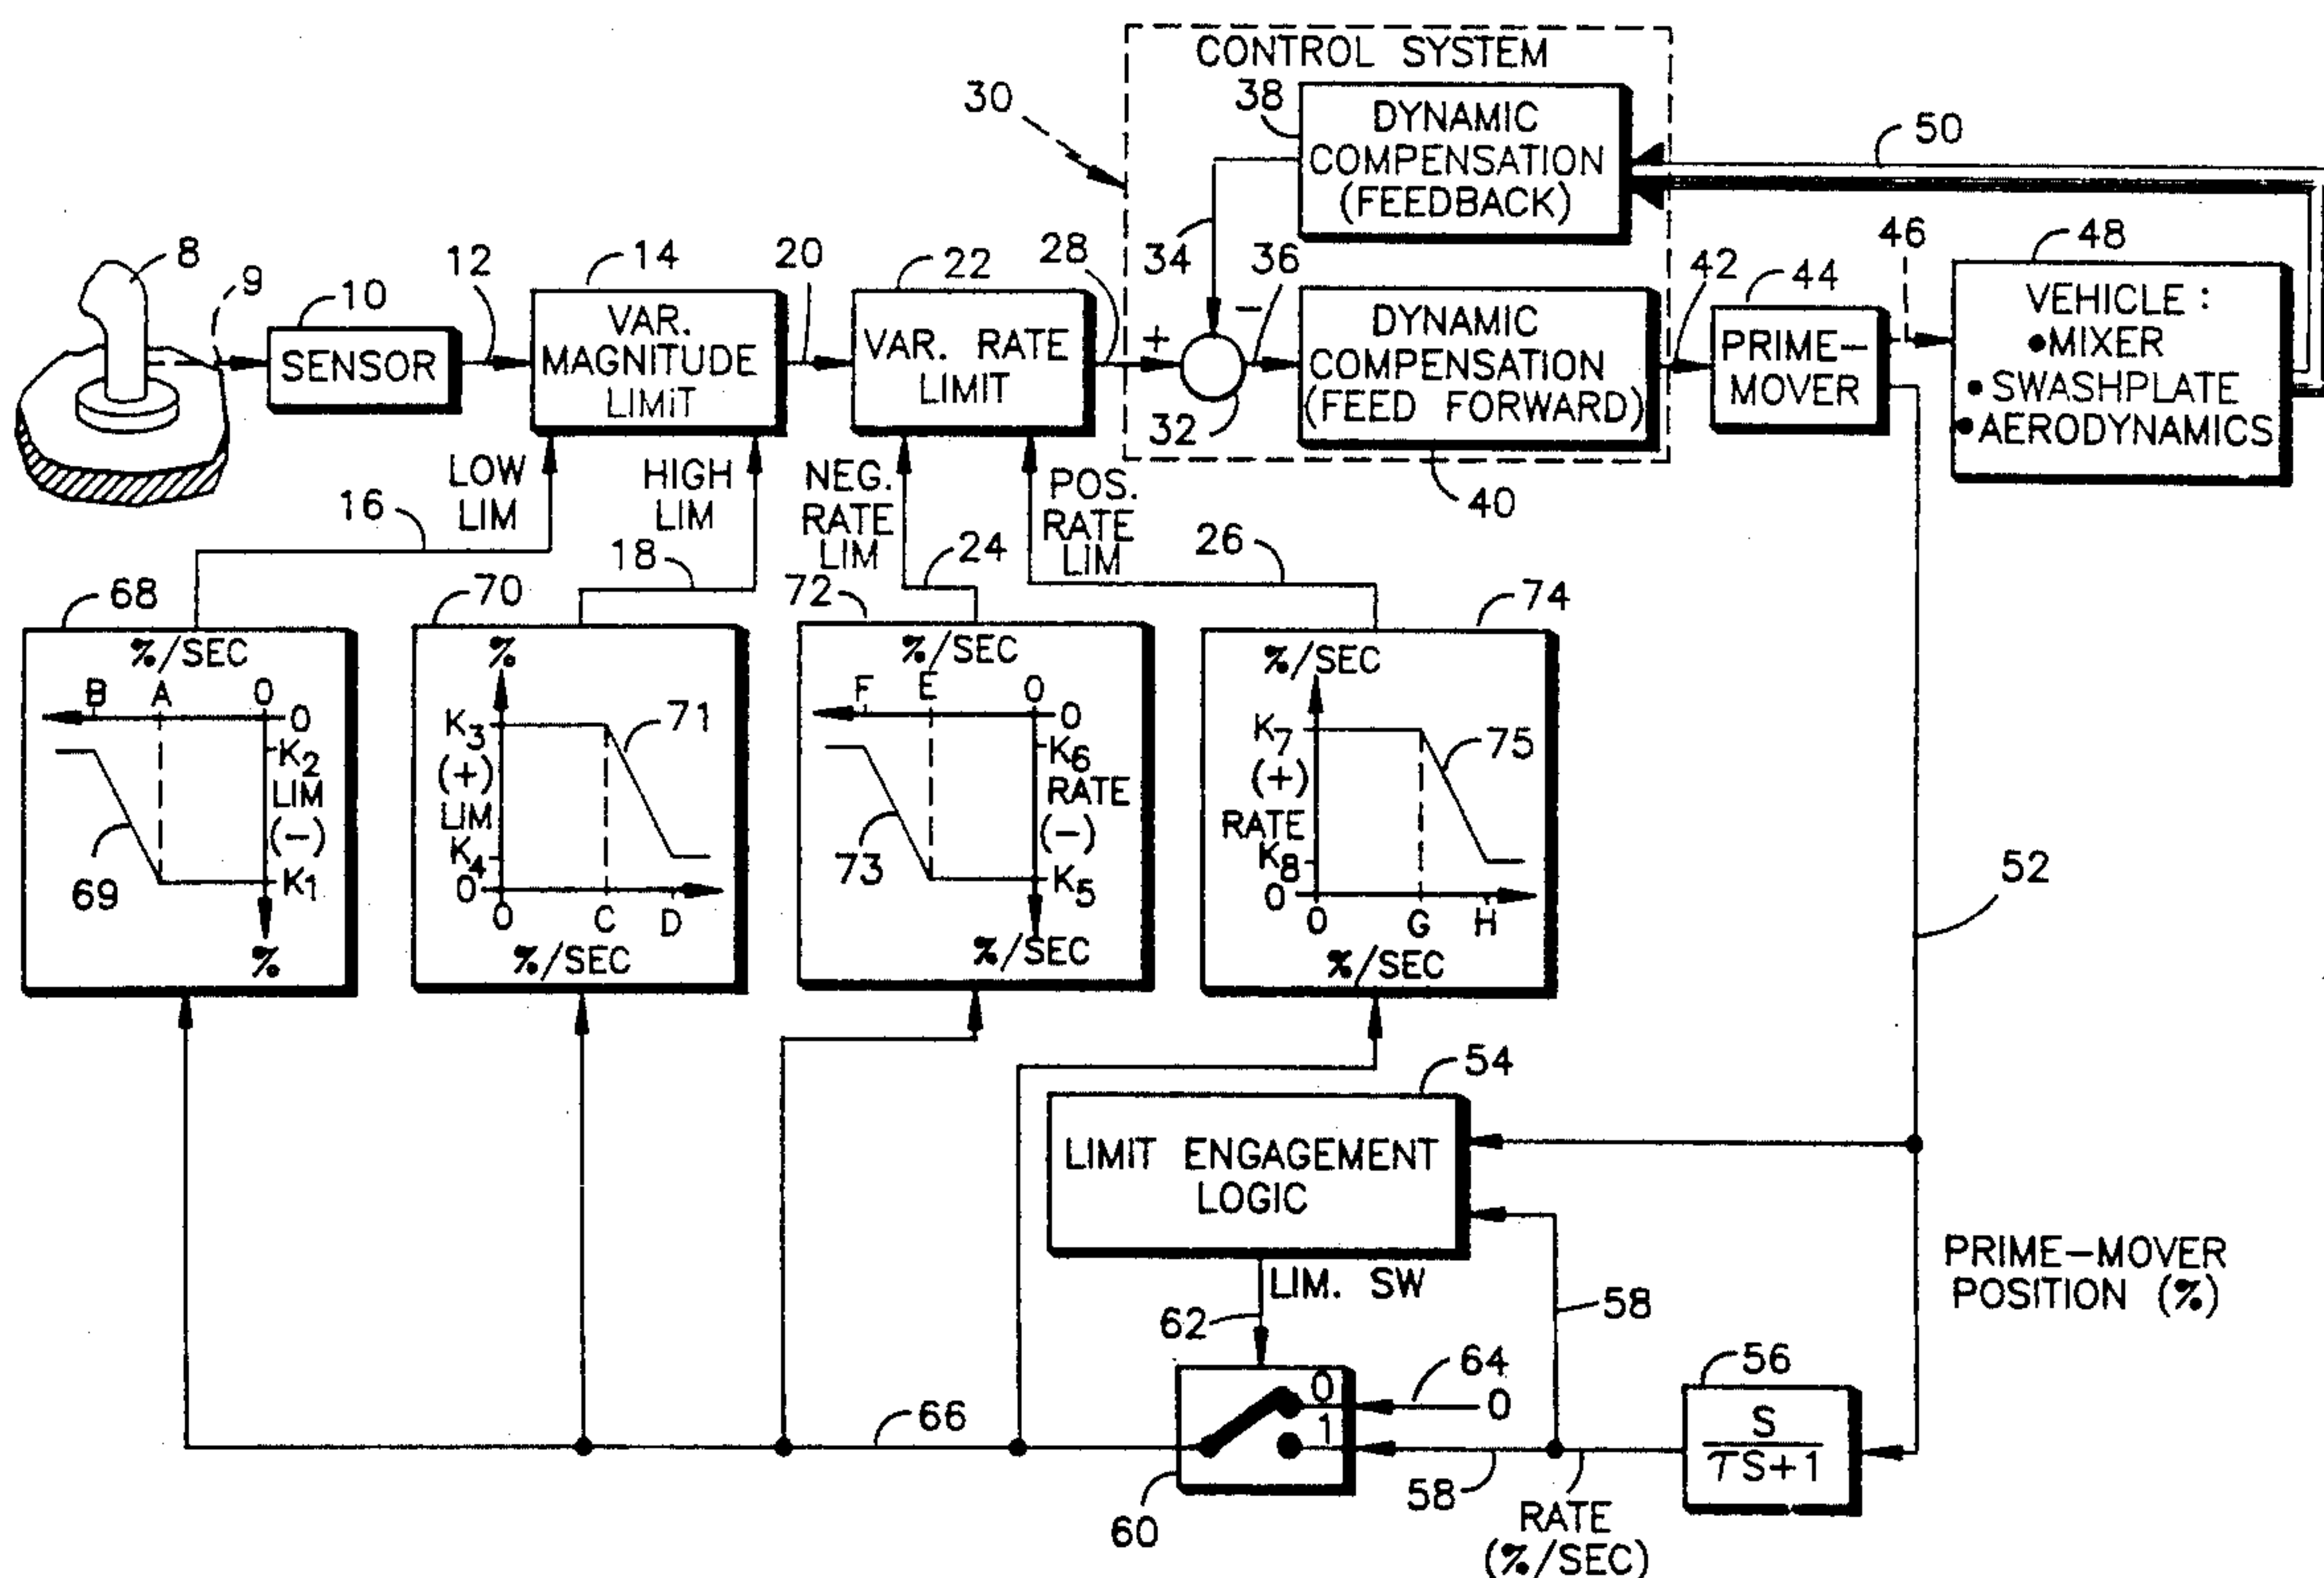 CONTROL SYSTEM
30
38
DYNAMIC
COMPENSATION
(FEEDBACK)
50
34
8
9
10
SENSOR
12
14
VAR.
MAGNITUDE
LIMIT
20
22
VAR. RATE
LIMIT
28
+
-
32
36
DYNAMIC
COMPENSATION
(FEED FORWARD)
40
42
44
PRIME-
MOVER
46
48
VEHICLE :
•MIXER
• SWASHPLATE
•AERODYNAMICS
LOW
LIM
16
HIGH
LIM
18
NEG.
RATE
LIM
24
POS.
RATE
LIM
26
68
%/SEC
B A 0
0
K2
LIM
(-)
K1
69
%
70
%
K3
(+)
LIM
K4
0
71
0 C D
%/SEC
72
%/SEC
F E 0
0
K6
RATE
(-)
K5
73
%/SEC
74
%/SEC
K7
(+)
RATE
K8
0
75
0 G H
%/SEC
52
54
LIMIT ENGAGEMENT
LOGIC
LIM. SW
62
58
PRIME-MOVER
POSITION (%)
56
S
τS+1
64
0
0
1
66
60
58
RATE
(%/SEC)